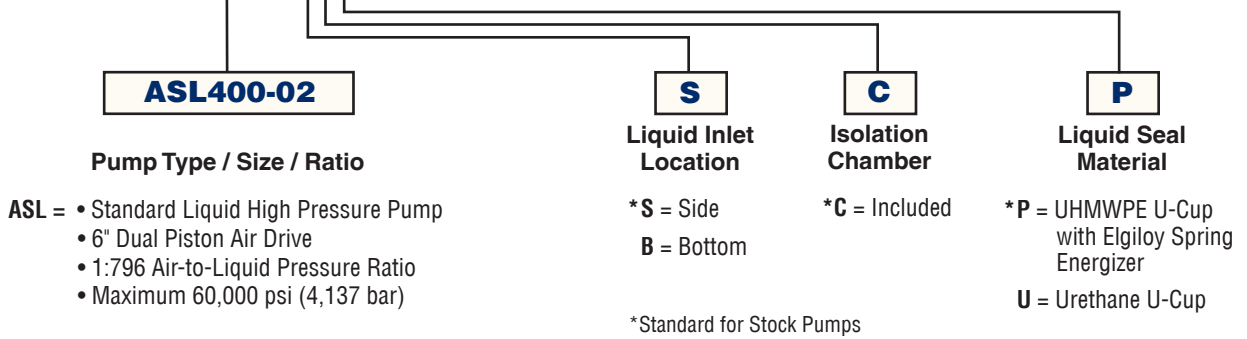 ASL400-02
S
C
P
Pump Type / Size / Ratio
Liquid Inlet
Location
Isolation
Chamber
Liquid Seal
Material
ASL = • Standard Liquid High Pressure Pump
• 6" Dual Piston Air Drive
• 1:796 Air-to-Liquid Pressure Ratio
• Maximum 60,000 psi (4,137 bar)
*S = Side
B = Bottom
*C = Included
*P = UHMWPE U-Cup
with Elgiloy Spring
Energizer
U = Urethane U-Cup
*Standard for Stock Pumps